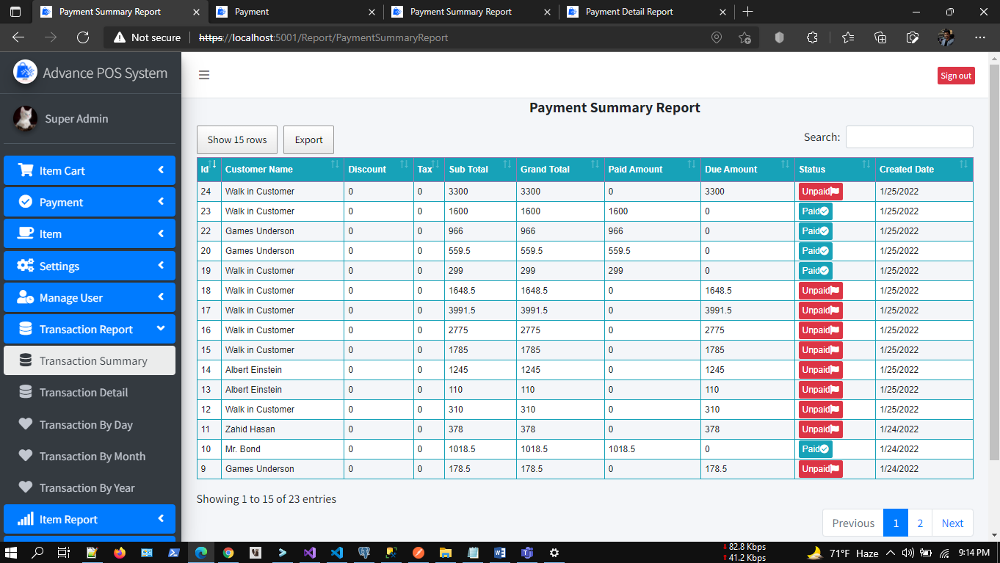 Payment Summary Report
Payment
Payment Summary Report
Payment Detail Report
Not secure
https://localhost:5001/Report/PaymentSummaryReport
Advance POS System
Sign out
Super Admin
Item Cart
Payment
Item
Settings
Manage User
Transaction Report
Transaction Summary
Transaction Detail
Transaction By Day
Transaction By Month
Transaction By Year
Item Report
Payment Summary Report
Show 15 rows Export Search:
Id Customer Name Discount Tax Sub Total Grand Total Paid Amount Due Amount Status Created Date
24 Walk in Customer 0 0 3300 3300 0 3300 Unpaid 1/25/2022
23 Walk in Customer 0 0 1600 1600 1600 0 Paid 1/25/2022
22 Games Underson 0 0 966 966 966 0 Paid 1/25/2022
20 Games Underson 0 0 559.5 559.5 559.5 0 Paid 1/25/2022
19 Walk in Customer 0 0 299 299 299 0 Paid 1/25/2022
18 Walk in Customer 0 0 1648.5 1648.5 0 1648.5 Unpaid 1/25/2022
17 Walk in Customer 0 0 3991.5 3991.5 0 3991.5 Unpaid 1/25/2022
16 Walk in Customer 0 0 2775 2775 0 2775 Unpaid 1/25/2022
15 Walk in Customer 0 0 1785 1785 0 1785 Unpaid 1/25/2022
14 Albert Einstein 0 0 1245 1245 0 1245 Unpaid 1/25/2022
13 Albert Einstein 0 0 110 110 0 110 Unpaid 1/25/2022
12 Walk in Customer 0 0 310 310 0 310 Unpaid 1/25/2022
11 Zahid Hasan 0 0 378 378 0 378 Unpaid 1/24/2022
10 Mr. Bond 0 0 1018.5 1018.5 1018.5 0 Paid 1/24/2022
9 Games Underson 0 0 178.5 178.5 0 178.5 Unpaid 1/24/2022
Showing 1 to 15 of 23 entries
Previous 1 2 Next
82.8 Kbps
41.2 Kbps
71°F Haze
9:14 PM